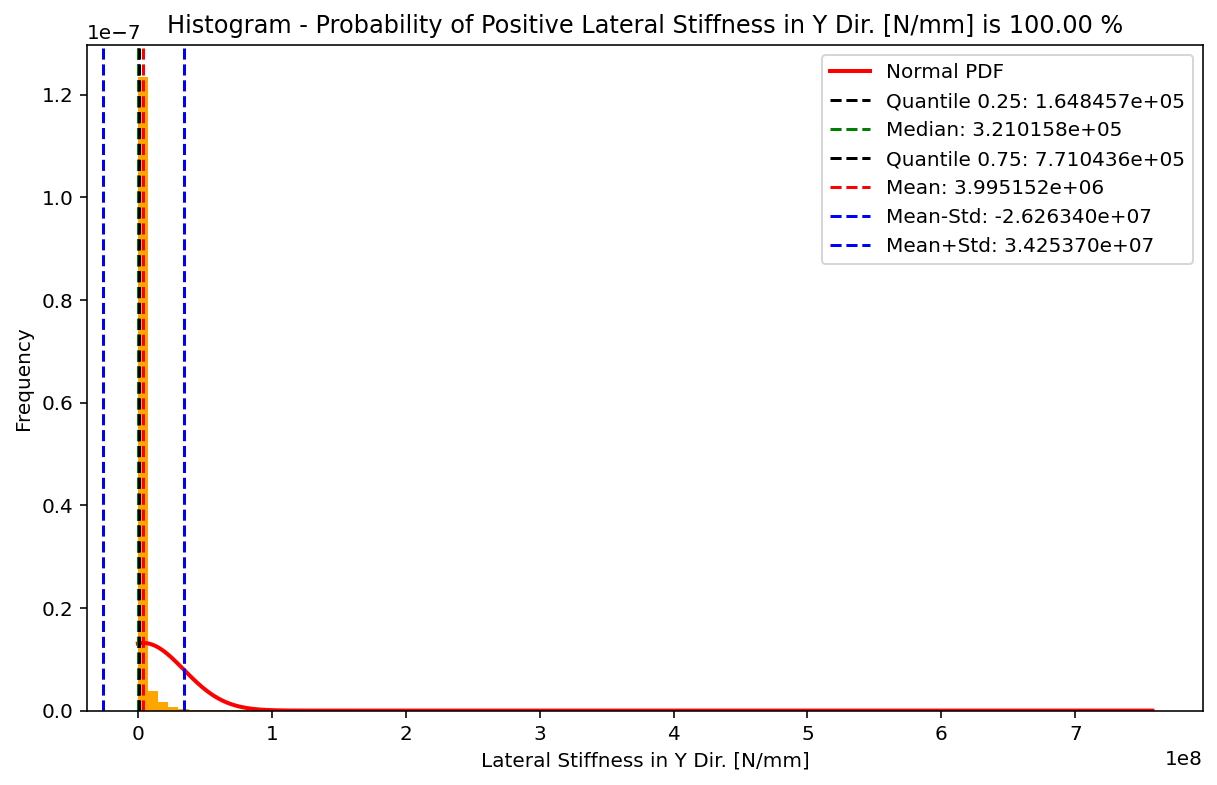 Histogram - Probability of Positive Lateral Stiffness in Y Dir. [N/mm] is 100.00 %
1e−7
Normal PDF
Quantile 0.25: 1.648457e+05
Median: 3.210158e+05
Quantile 0.75: 7.710436e+05
Mean: 3.995152e+06
Mean-Std: -2.626340e+07
Mean+Std: 3.425370e+07
1.2
1.0
0.8
0.6
0.4
0.2
0.0
Frequency
0 1 2 3 4 5 6 7
1e8
Lateral Stiffness in Y Dir. [N/mm]